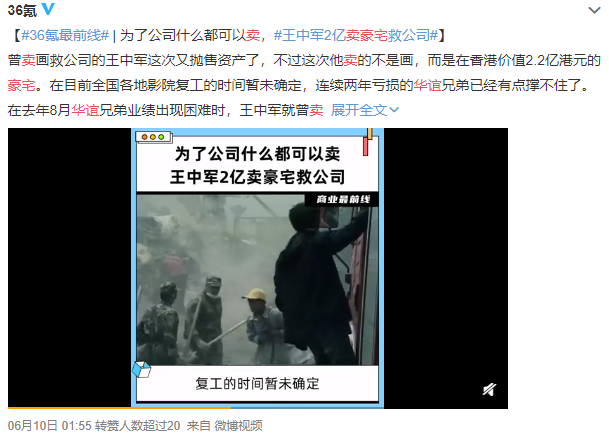 36氪
【#36氪最前线# | 为了公司什么都可以卖，#王中军2亿卖豪宅救公司#】
曾卖画救公司的王中军这次又抛售资产了，不过这次他卖的不是画，而是在香港价值2.2亿港元的
豪宅。在目前全国各地影院复工的时间暂未确定，连续两年亏损的华谊兄弟已经有点撑不住了。
在去年8月华谊兄弟业绩出现困难时，王中军就曾卖 展开全文
为了公司什么都可以卖
王中军2亿卖豪宅救公司
商业最前线
复工的时间暂未确定
06月10日 01:55 转赞人数超过20 来自 微博视频